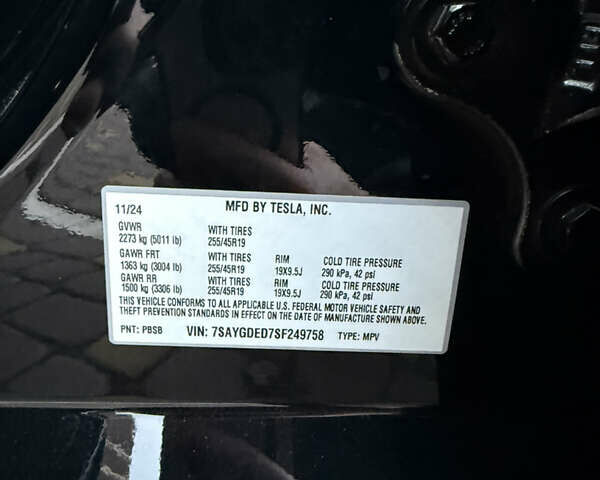 11/24 MFD BY TESLA, INC.
GVWR WITH TIRES
2273 kg (5011 lb) 255/45R19
GAWR FRT WITH TIRES RIM COLD TIRE PRESSURE
1363 kg (3004 lb) 255/45R19 19X9.5J 290 kPa, 42 psi
GAWR RR WITH TIRES RIM COLD TIRE PRESSURE
1500 kg (3306 lb) 255/45R19 19X9.5J 290 kPa, 42 psi
THIS VEHICLE CONFORMS TO ALL APPLICABLE U.S. FEDERAL MOTOR VEHICLE SAFETY AND
THEFT PREVENTION STANDARDS IN EFFECT ON THE DATE OF MANUFACTURE SHOWN ABOVE.
PNT: PBSB VIN: 7SAYGDED7SF249758 TYPE: MPV